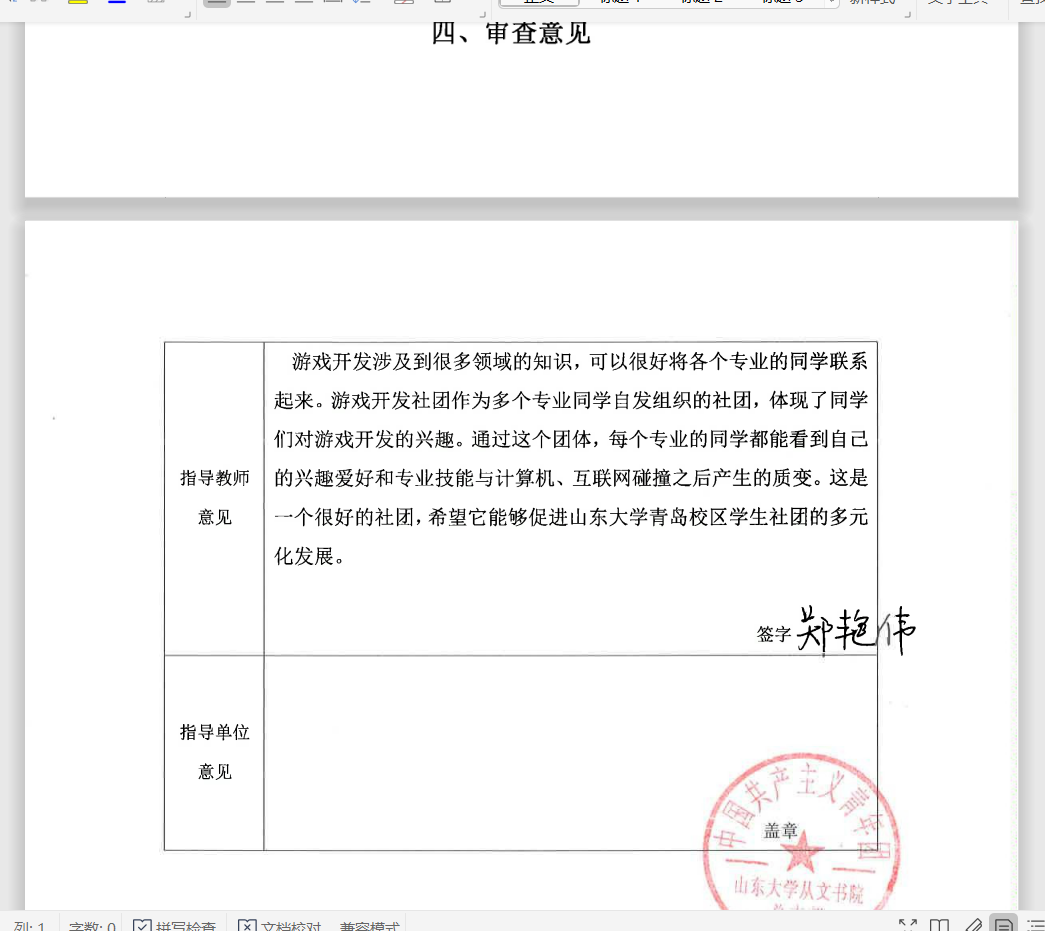 四、审查意见
指导教师
意见
游戏开发涉及到很多领域的知识，可以很好将各个专业的同学联系
起来。游戏开发社团作为多个专业同学自发组织的社团，体现了同学
们对游戏开发的兴趣。通过这个团体，每个专业的同学都能看到自己
的兴趣爱好和专业技能与计算机、互联网碰撞之后产生的质变。这是
一个很好的社团，希望它能够促进山东大学青岛校区学生社团的多元
化发展。
签字 郑艳伟
指导单位
意见
中国共产主义青年团
盖章
山东大学从文书院
列: 1 字数: 0 拼写检查 文档校对 兼容模式